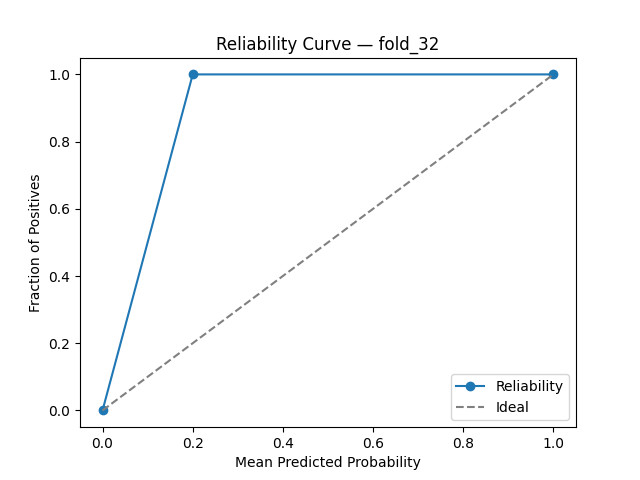 Reliability Curve — fold_32
1.0
0.8
0.6
0.4
0.2
0.0
Fraction of Positives
0.0 0.2 0.4 0.6 0.8 1.0
Mean Predicted Probability
Reliability
Ideal